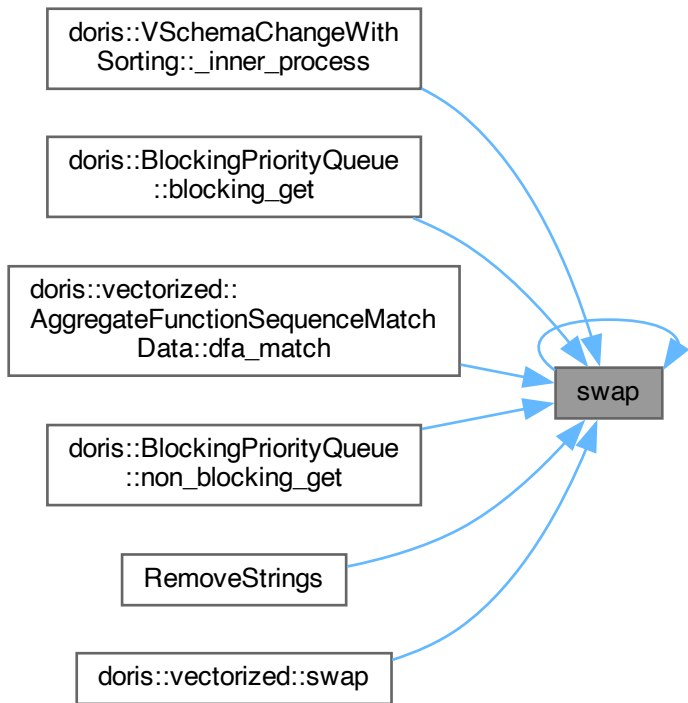 doris::VSchemaChangeWith
Sorting::_inner_process
doris::BlockingPriorityQueue
::blocking_get
doris::vectorized::
AggregateFunctionSequenceMatch
Data::dfa_match
swap
doris::BlockingPriorityQueue
::non_blocking_get
RemoveStrings
doris::vectorized::swap